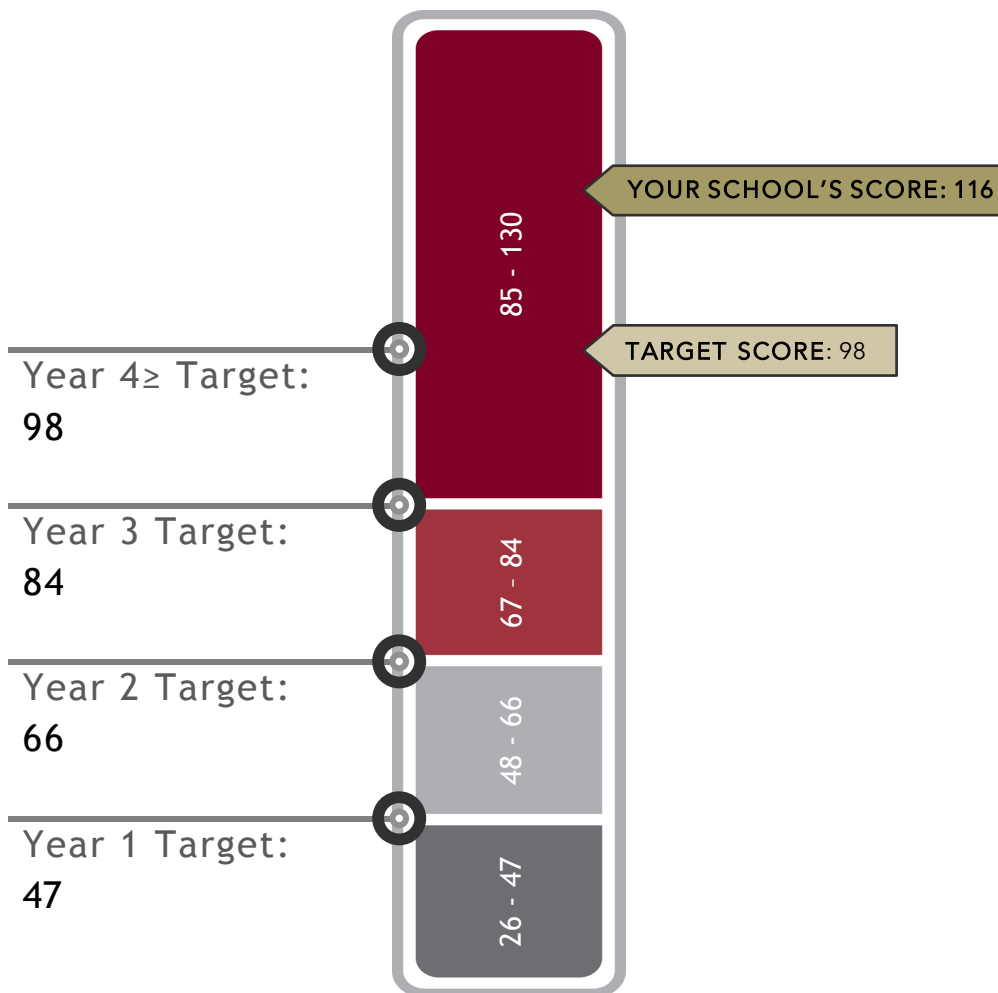 YOUR SCHOOL'S SCORE: 116
85 - 130
TARGET SCORE: 98
Year 4≥ Target:
98
Year 3 Target:
84
67 - 84
Year 2 Target:
66
48 - 66
Year 1 Target:
47
26 - 47